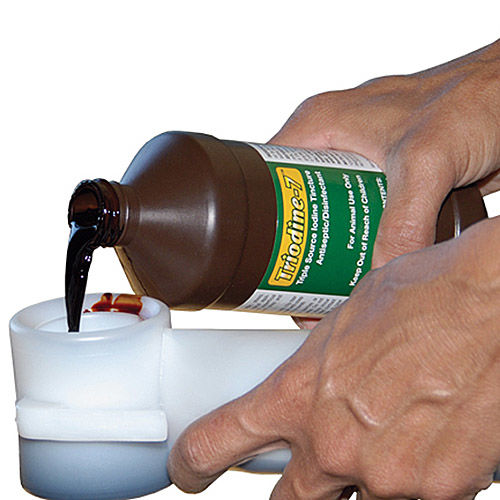 Triodine-7
Triple Source Iodine Tincture
Antiseptic/Disinfectant
For Animal Use Only
Keep Out of Reach of Children